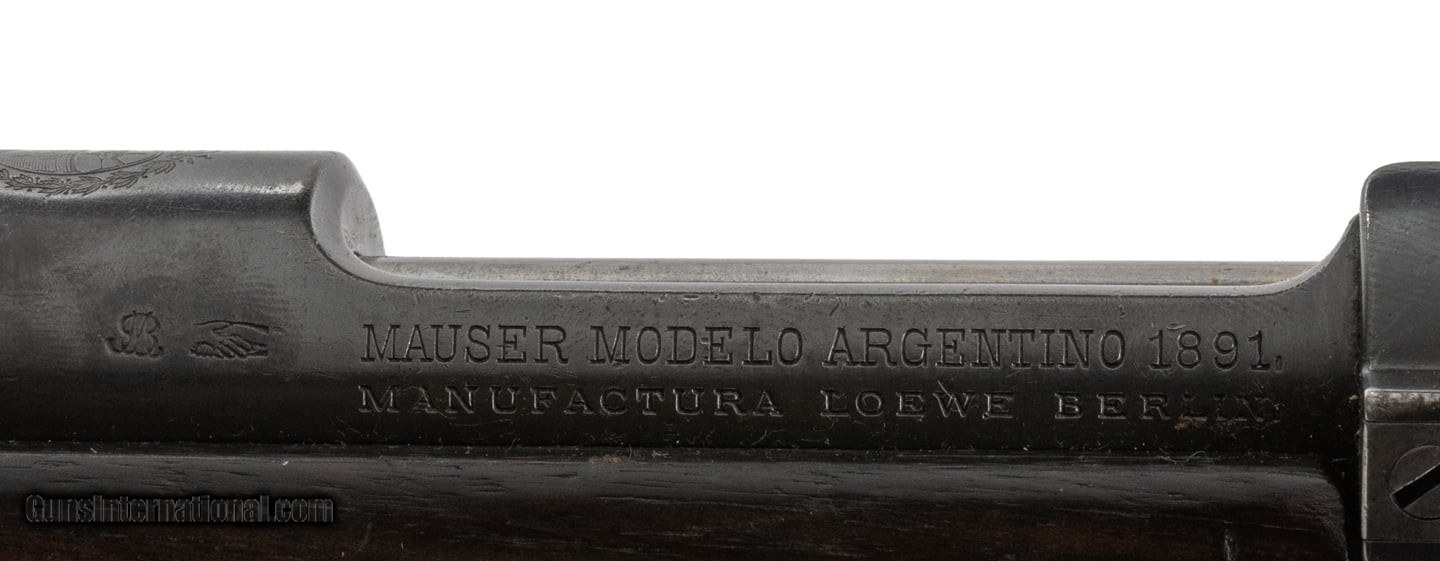 MAUSER MODELO ARGENTINO 1891.
MANUFACTURA LOEWE BERLIN.
GunsInternational.com